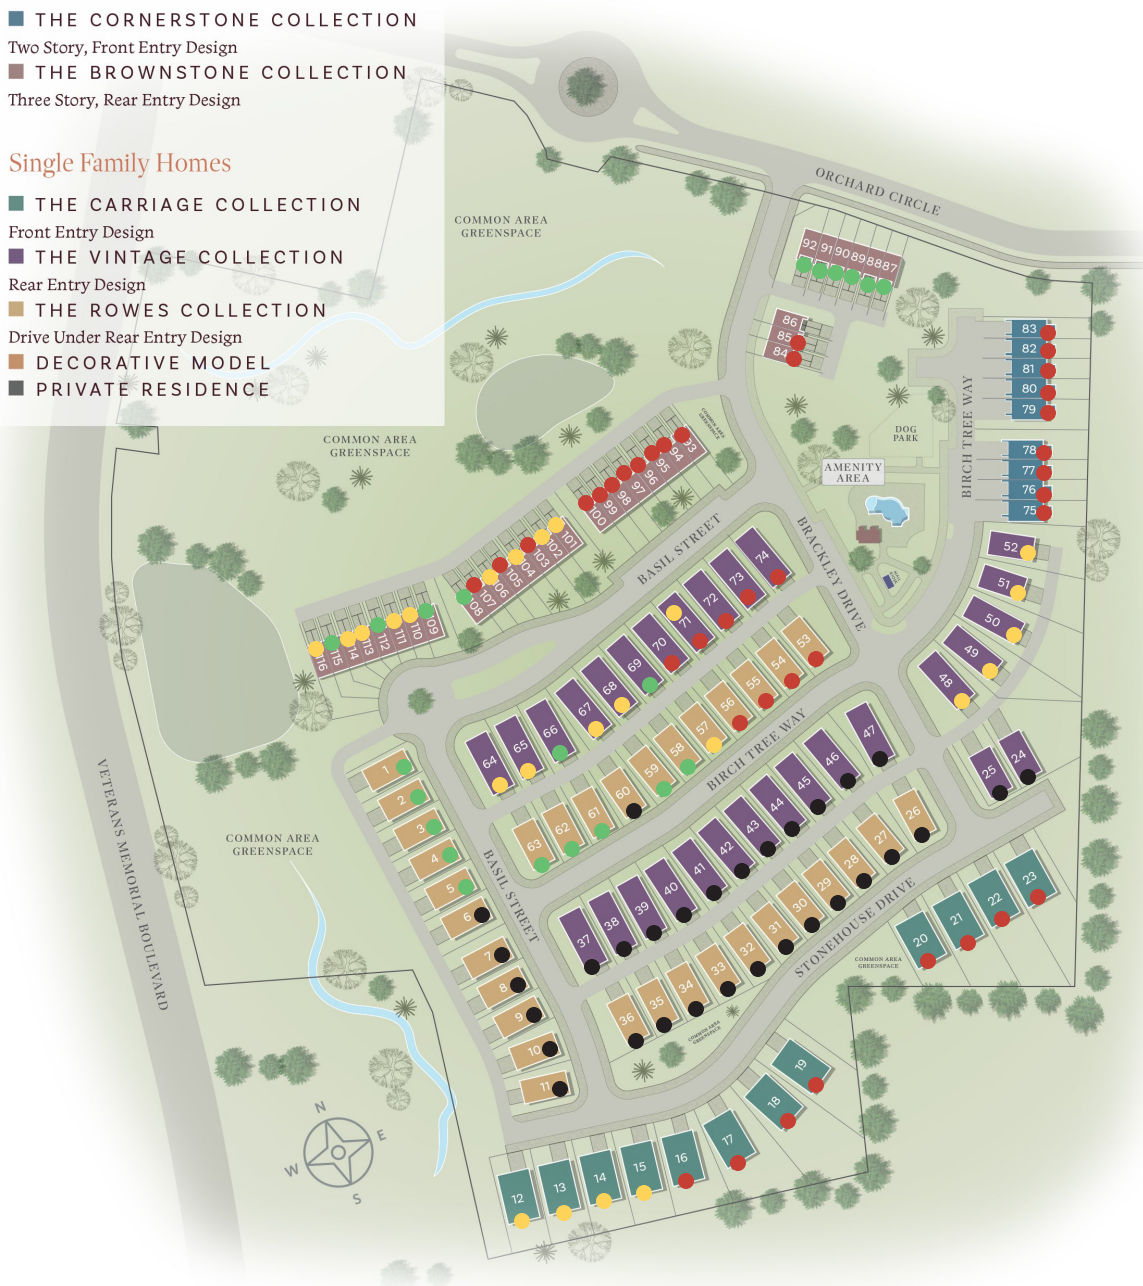 THE CORNERSTONE COLLECTION
Two Story, Front Entry Design
THE BROWNSTONE COLLECTION
Three Story, Rear Entry Design
Single Family Homes
THE CARRIAGE COLLECTION
Front Entry Design
THE VINTAGE COLLECTION
Rear Entry Design
THE ROWES COLLECTION
Drive Under Rear Entry Design
DECORATIVE MODEL
PRIVATE RESIDENCE
ORCHARD CIRCLE
COMMON AREA
GREENSPACE
92 91 90 89 88 87
86
85
84
83
82
81
80
79
BIRCH TREE WAY
DOG
PARK
COMMON AREA
GREENSPACE
COMMON AREA
GREENSPACE
AMENITY
AREA
78
77
76
75
93
94
95
96
97
98
99
100
101
102
103
104
105
106
107
108
109
110
111
112
113
114
115
116
BASIL STREET
BRACKLEY DRIVE
52
51
50
49
48
74
73
72
71
70
69
68
67
66
65
64
53
54
55
56
57
58
59
60
61
62
63
BIRCH TREE WAY
47
46
45
44
43
42
41
40
39
38
37
24
25
26
27
28
29
30
31
32
33
34
35
36
1
2
3
4
5
6
7
8
9
10
11
BASIL STREET
VETERANS MEMORIAL BOULEVARD
COMMON AREA
GREENSPACE
STONEHOUSE DRIVE
COMMON AREA
GREENSPACE
COMMON AREA
GREENSPACE
23
22
21
20
19
18
17
16
15
14
13
12
N
E
W
S